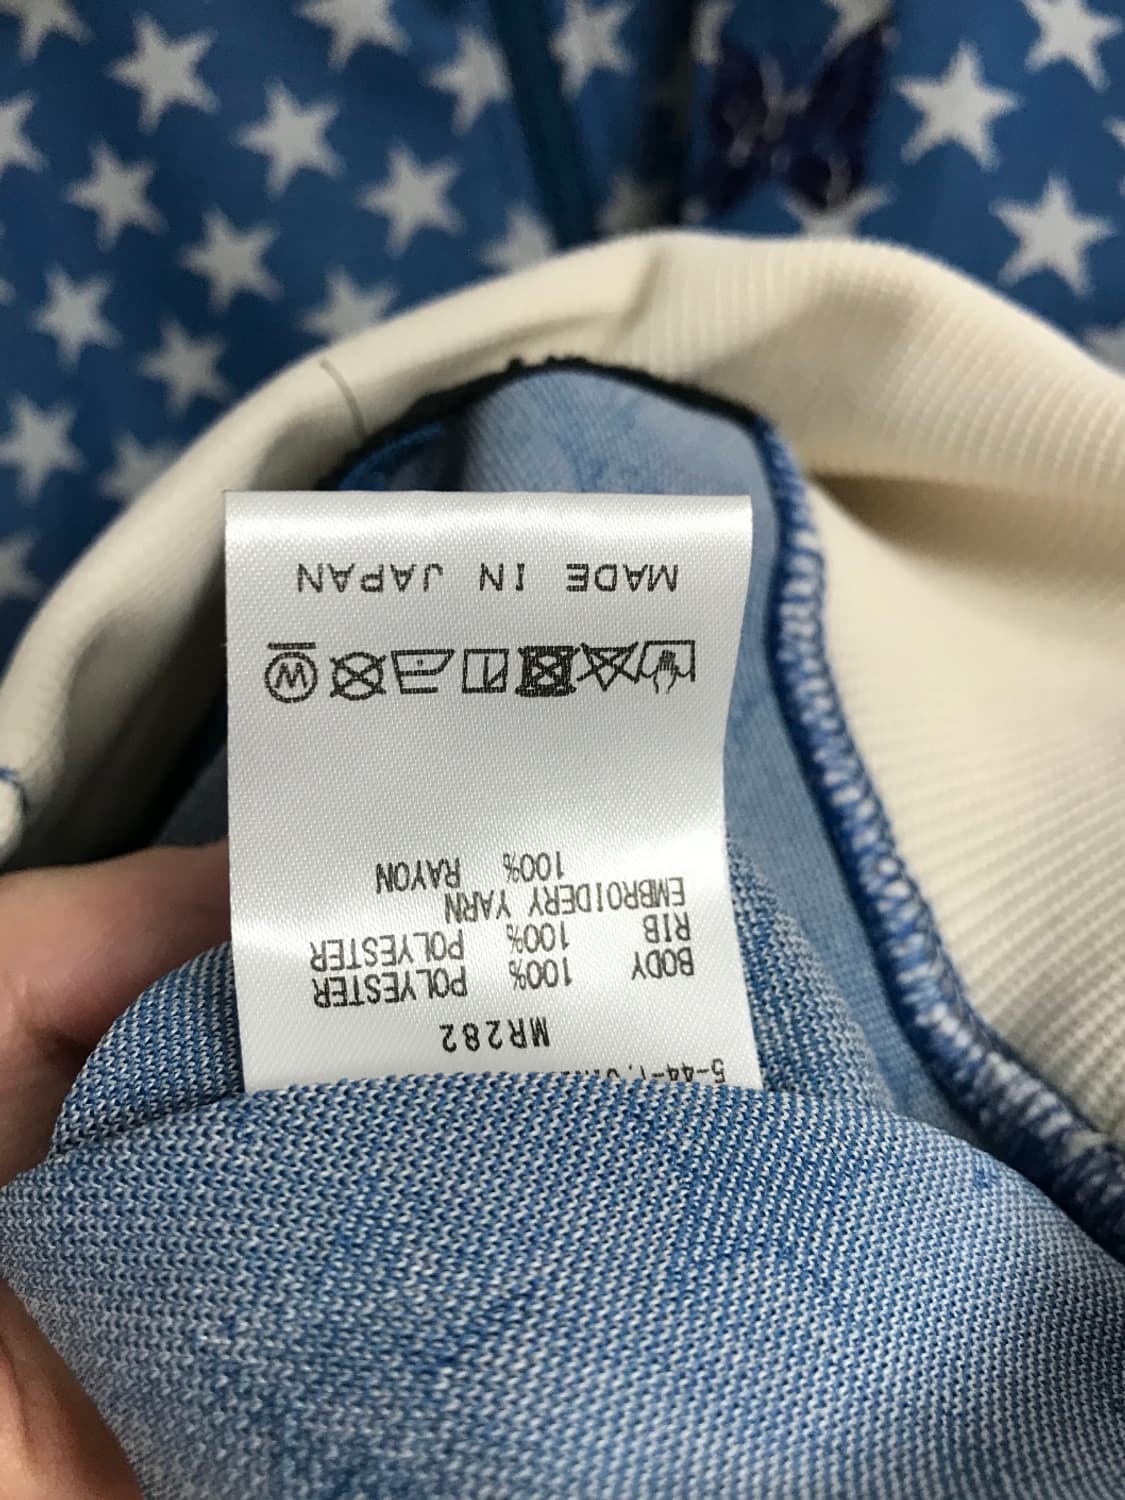 MR282
BODY 100% POLYESTER
RIB 100% POLYESTER
EMBROIDERY YARN
100% RAYON
W
MADE IN JAPAN